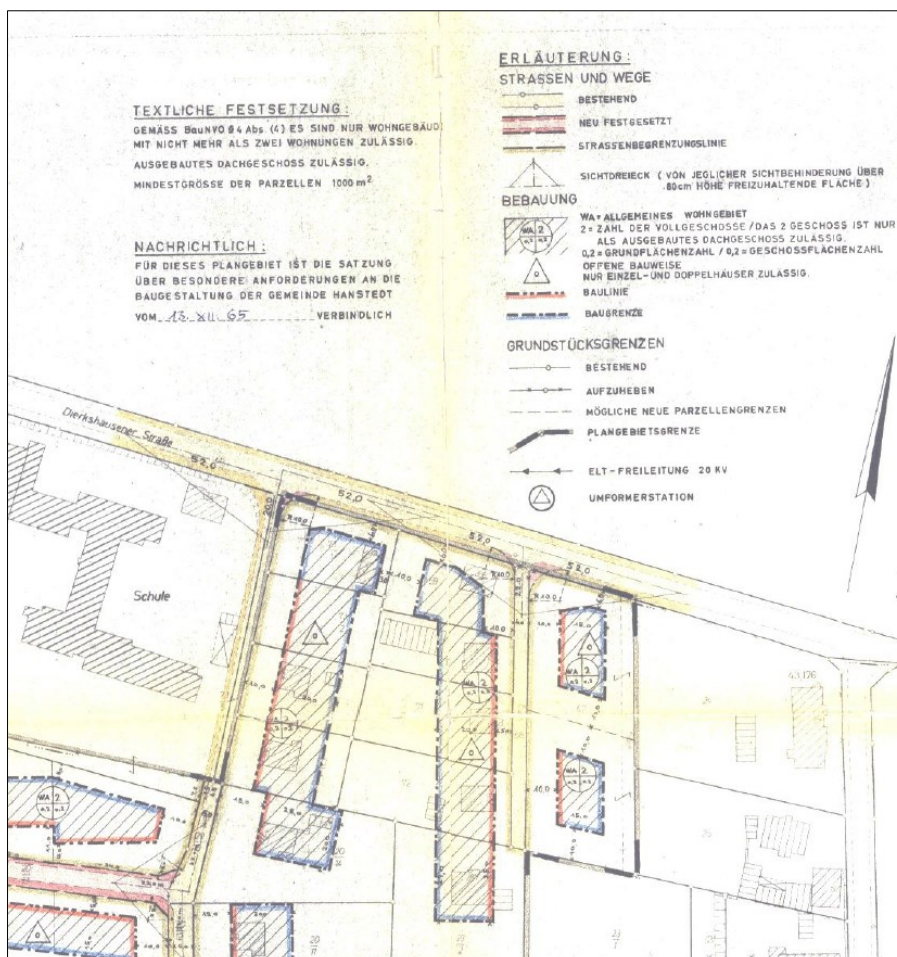 TEXTLICHE FESTSETZUNG:
GEMÄSS BauNVO § 4 Abs. (4) ES SIND NUR WOHNGEBÄUD
MIT NICHT MEHR ALS ZWEI WOHNUNGEN ZULÄSSIG.
AUSGEBAUTES DACHGESCHOSS ZULÄSSIG.
MINDESTGRÖSSE DER PARZELLEN 1000 m²
NACHRICHTLICH:
FÜR DIESES PLANGEBIET IST DIE SATZUNG
ÜBER BESONDERE ANFORDERUNGEN AN DIE
BAUGESTALTUNG DER GEMEINDE HANSTEDT
VOM 13. XII. 65 VERBINDLICH
ERLÄUTERUNG:
STRASSEN UND WEGE
BESTEHEND
NEU FESTGESETZT
STRASSENBEGRENZUNGSLINIE
SICHTDREIECK (VON JEGLICHER SICHTBEHINDERUNG ÜBER
.80cm HÖHE FREIZUHALTENDE FLÄCHE)
BEBAUUNG
WA 2
WA = ALLGEMEINES WOHNGEBIET
2 = ZAHL DER VOLLGESCHOSSE / DAS 2 GESCHOSS IST NUR
ALS AUSGEBAUTES DACHGESCHOSS ZULÄSSIG.
0,2 = GRUNDFLÄCHENZAHL / 0,2 = GESCHOSSFLÄCHENZAHL
OFFENE BAUWEISE
NUR EINZEL- UND DOPPELHÄUSER ZULÄSSIG.
BAULINIE
BAUGRENZE
GRUNDSTÜCKSGRENZEN
BESTEHEND
AUFZUHEBEN
MÖGLICHE NEUE PARZELLENGRENZEN
PLANGEBIETSGRENZE
ELT-FREILEITUNG 20 KV
UMFORMERSTATION
Dierkshausener Straße
52,0
52,0
52,0
52,0
Schule
43,176
WA 2
WA 2
WA 2
WA 2